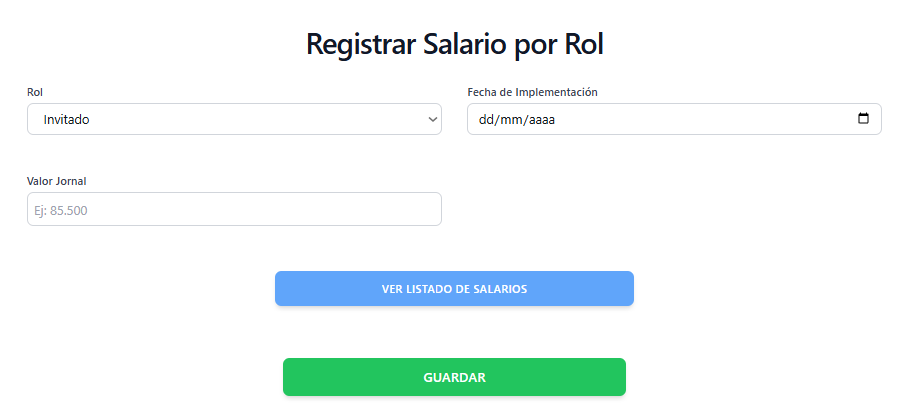 Registrar Salario por Rol
Rol
Fecha de Implementación
Invitado
dd/mm/aaaa
Valor Jornal
Ej: 85.500
VER LISTADO DE SALARIOS
GUARDAR